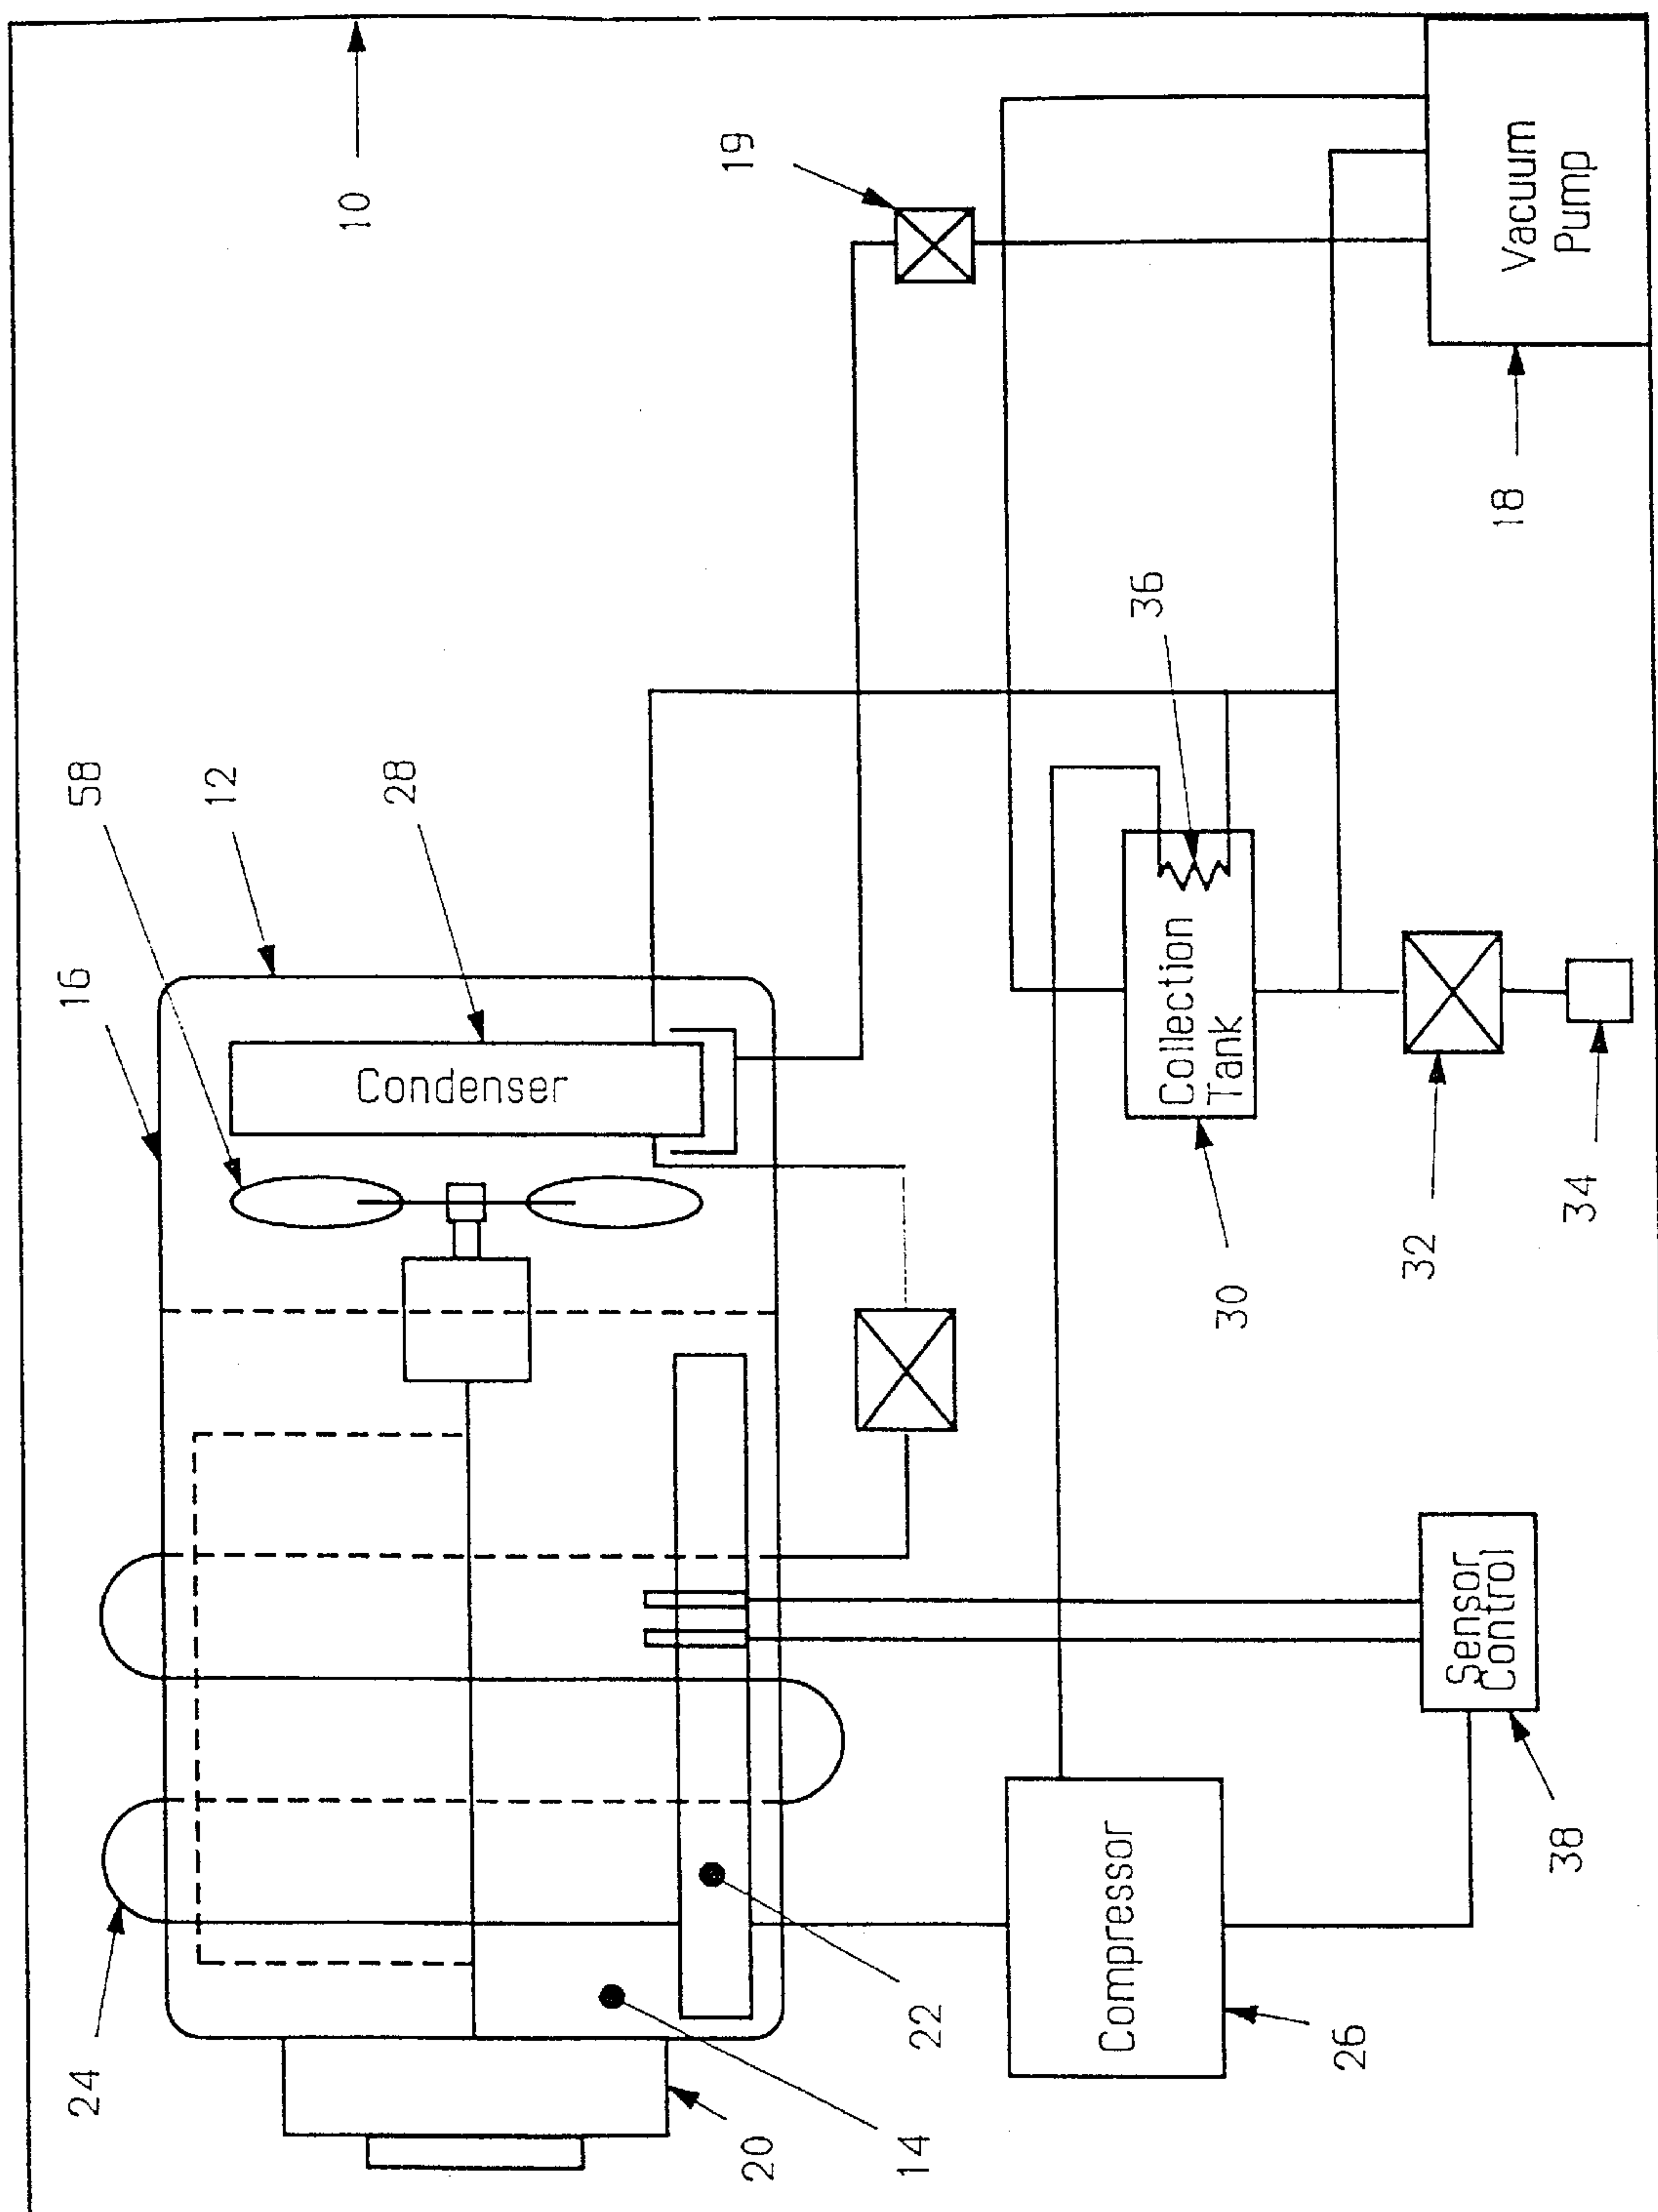 10
19
Vacuum
Pump
18
58
12
28
16
36
Condenser
Collection
Tank
30
32
34
24
20
14
22
Compressor
26
Sensor
Control
38